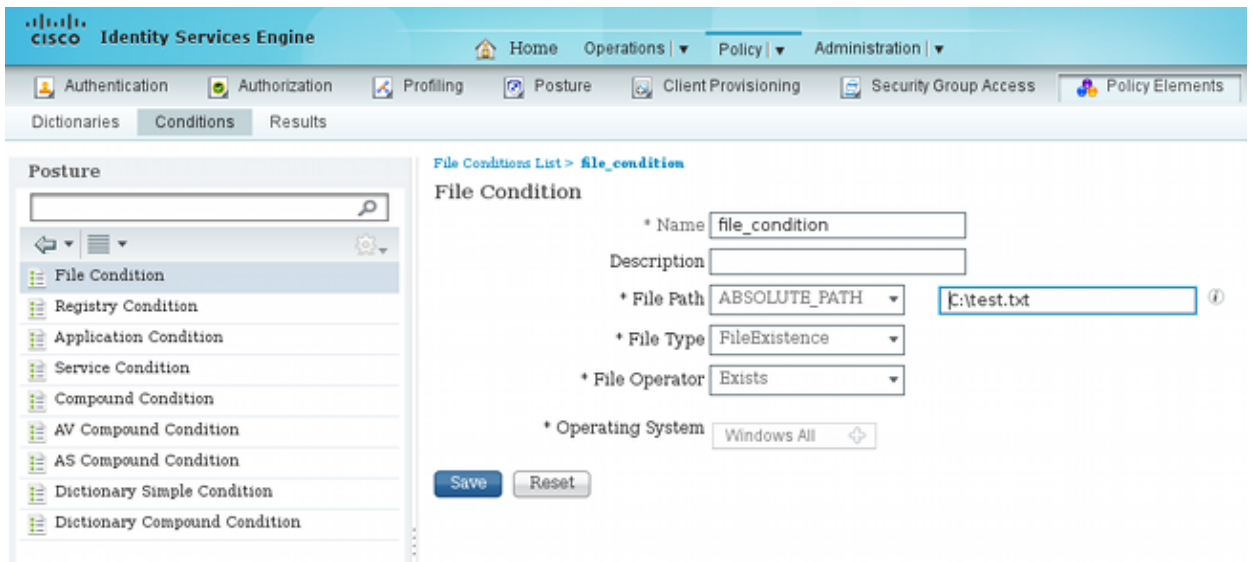 CISCO Identity Services Engine
Home Operations | ▼ Policy | ▼ Administration | ▼
Authentication Authorization Profiling Posture Client Provisioning Security Group Access Policy Elements
Dictionaries Conditions Results
Posture
File Condition
Registry Condition
Application Condition
Service Condition
Compound Condition
AV Compound Condition
AS Compound Condition
Dictionary Simple Condition
Dictionary Compound Condition
File Conditions List > file_condition
File Condition
* Name file_condition
Description
* File Path ABSOLUTE_PATH C:\test.txt
* File Type FileExistence
* File Operator Exists
* Operating System Windows All
Save Reset